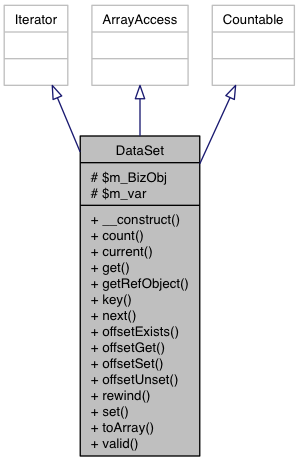 Iterator
ArrayAccess
Countable
DataSet
# $m_BizObj
# $m_var
+ __construct()
+ count()
+ current()
+ get()
+ getRefObject()
+ key()
+ next()
+ offsetExists()
+ offsetGet()
+ offsetSet()
+ offsetUnset()
+ rewind()
+ set()
+ toArray()
+ valid()